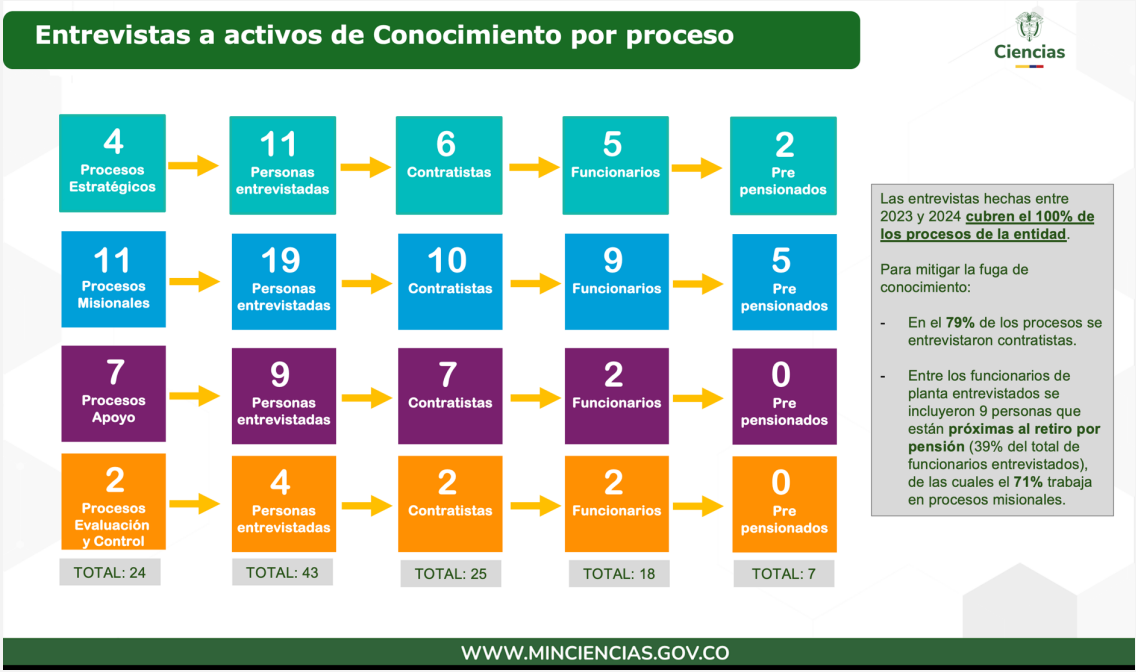 Entrevistas a activos de Conocimiento por proceso
Ciencias
4
Procesos
Estratégicos
11
Personas
entrevistadas
6
Contratistas
5
Funcionarios
2
Pre
pensionados
11
Procesos
Misionales
19
Personas
entrevistadas
10
Contratistas
9
Funcionarios
5
Pre
pensionados
7
Procesos
Apoyo
9
Personas
entrevistadas
7
Contratistas
2
Funcionarios
0
Pre
pensionados
2
Procesos
Evaluación
y Control
4
Personas
entrevistadas
2
Contratistas
2
Funcionarios
0
Pre
pensionados
TOTAL: 24
TOTAL: 43
TOTAL: 25
TOTAL: 18
TOTAL: 7
Las entrevistas hechas entre
2023 y 2024 cubren el 100% de
los procesos de la entidad.
Para mitigar la fuga de
conocimiento:
- En el 79% de los procesos se
entrevistaron contratistas.
- Entre los funcionarios de
planta entrevistados se
incluyeron 9 personas que
están próximas al retiro por
pensión (39% del total de
funcionarios entrevistados),
de las cuales el 71% trabaja
en procesos misionales.
WWW.MINCIENCIAS.GOV.CO